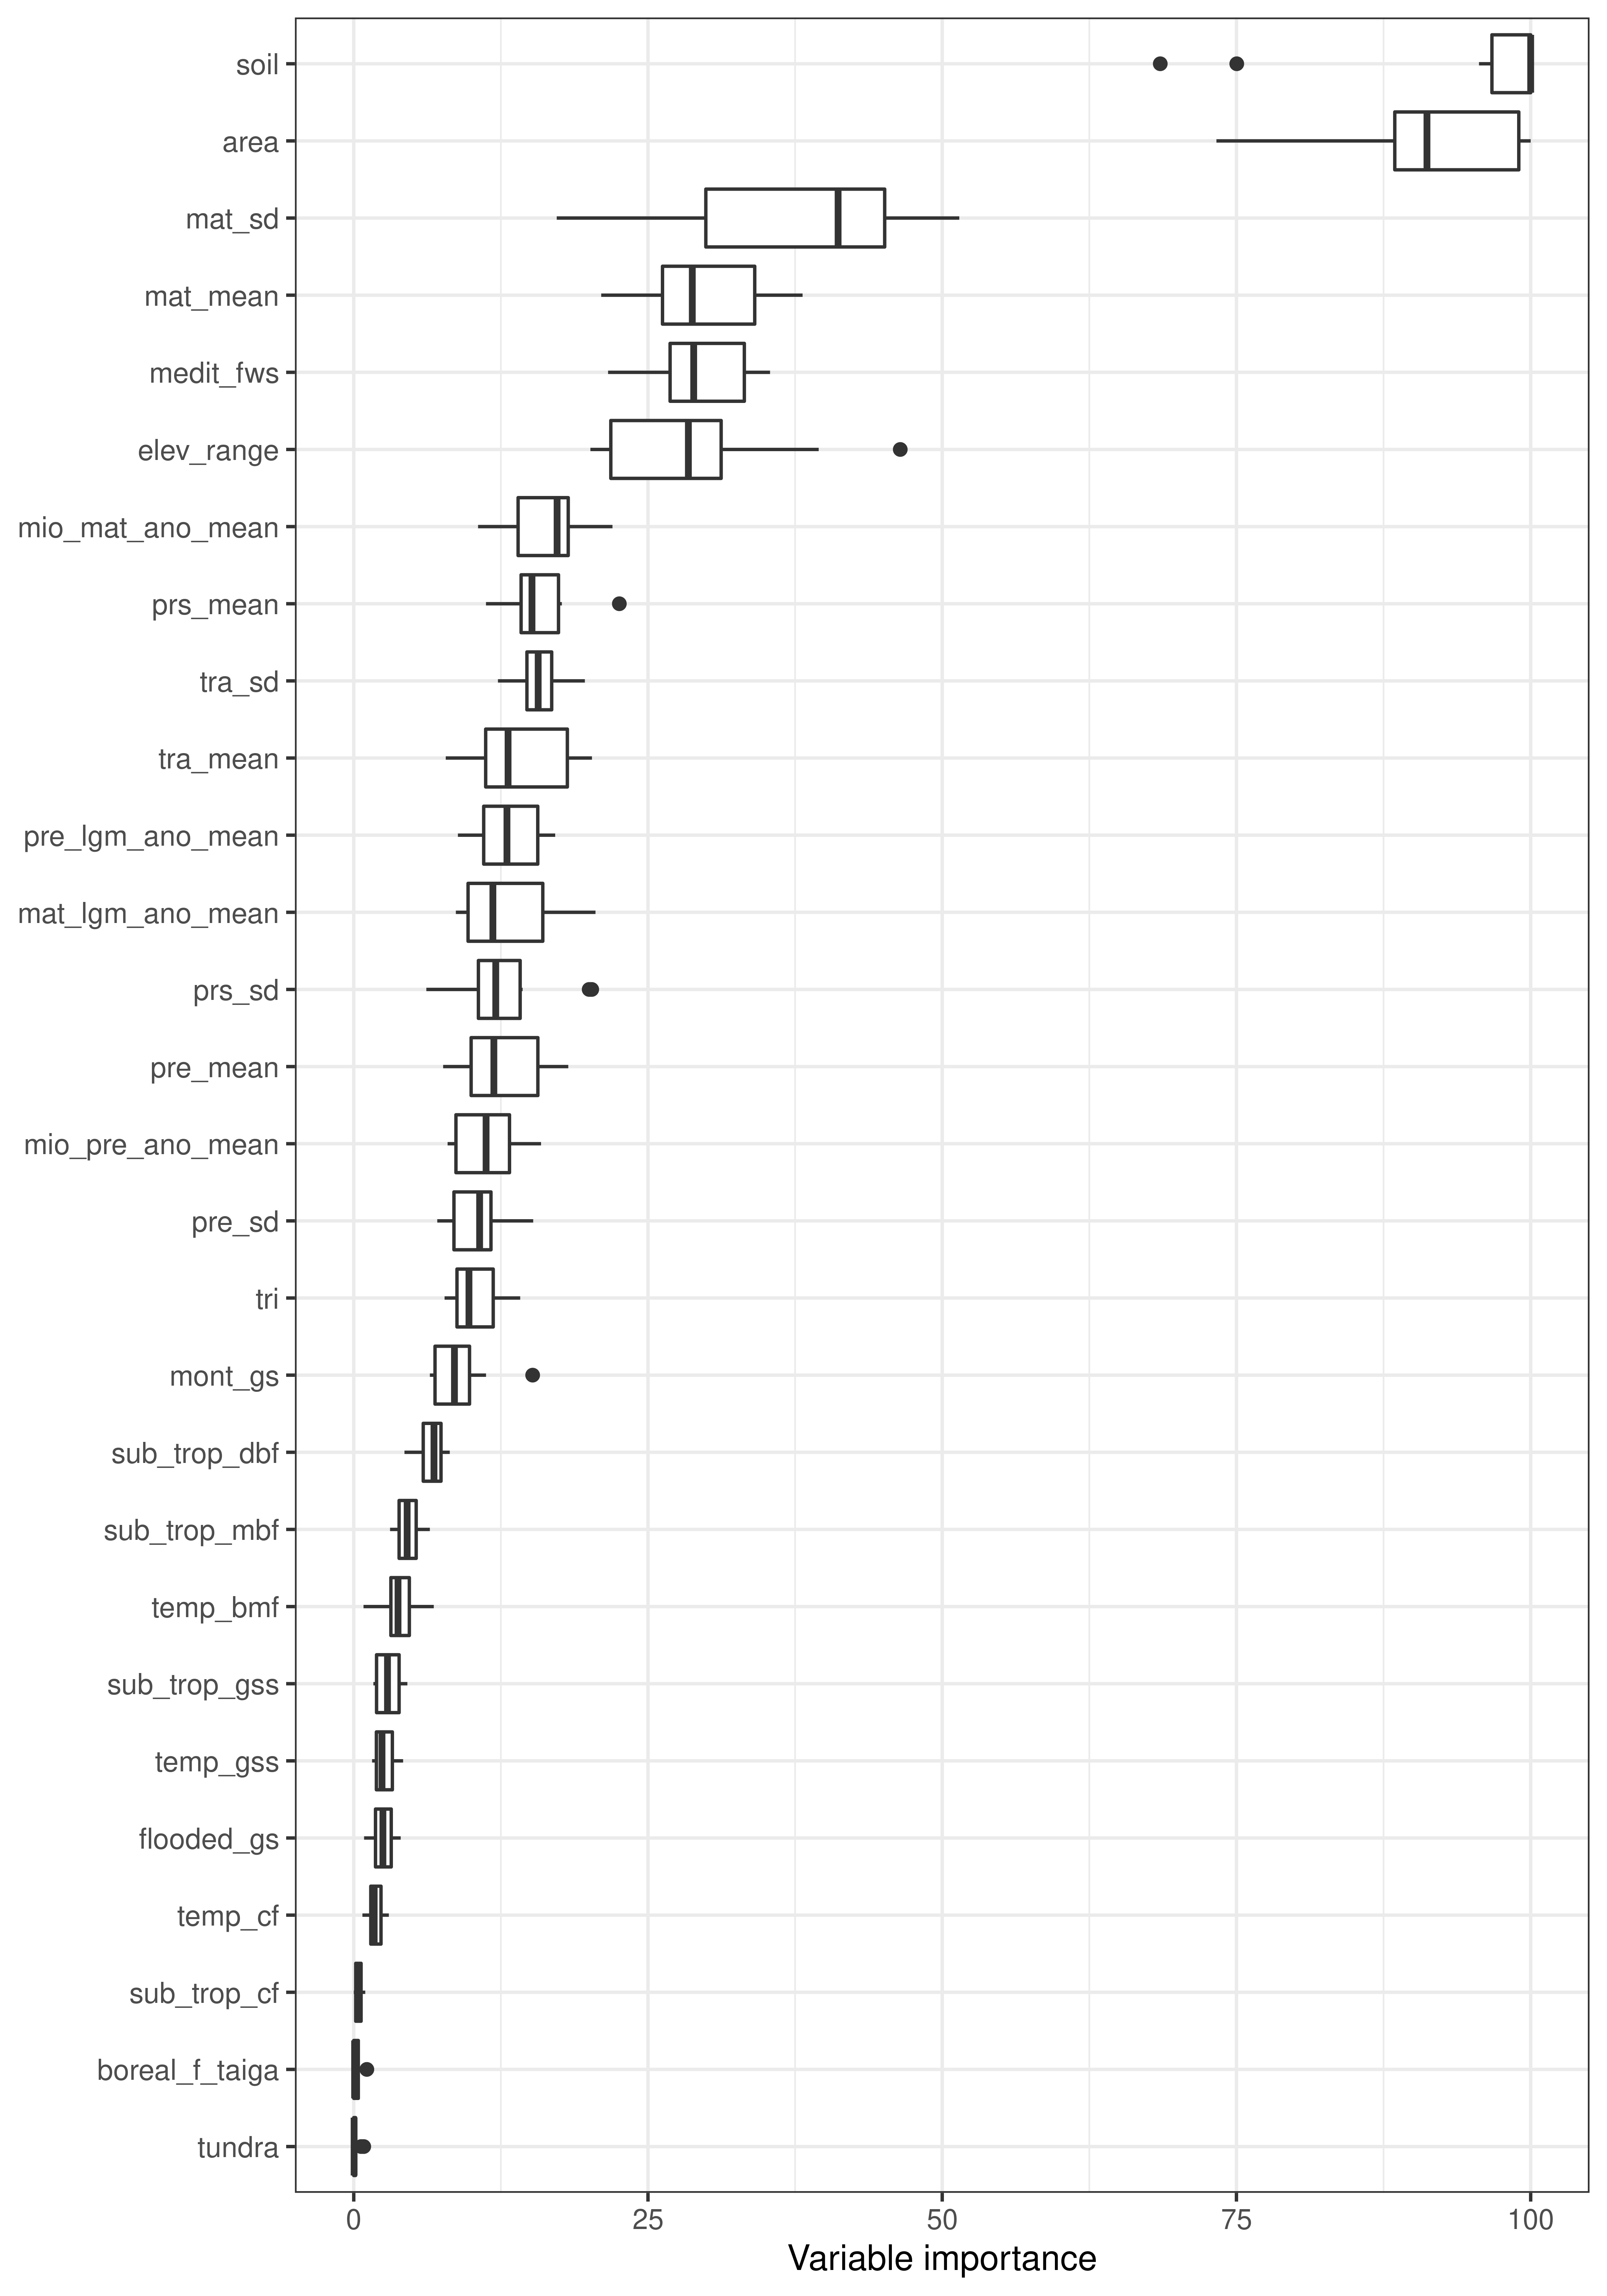 soil
area
mat_sd
mat_mean
medit_fws
elev_range
mio_mat_ano_mean
prs_mean
tra_sd
tra_mean
pre_lgm_ano_mean
mat_lgm_ano_mean
prs_sd
pre_mean
mio_pre_ano_mean
pre_sd
tri
mont_gs
sub_trop_dbf
sub_trop_mbf
temp_bmf
sub_trop_gss
temp_gss
flooded_gs
temp_cf
sub_trop_cf
boreal_f_taiga
tundra
0 25 50 75 100
Variable importance